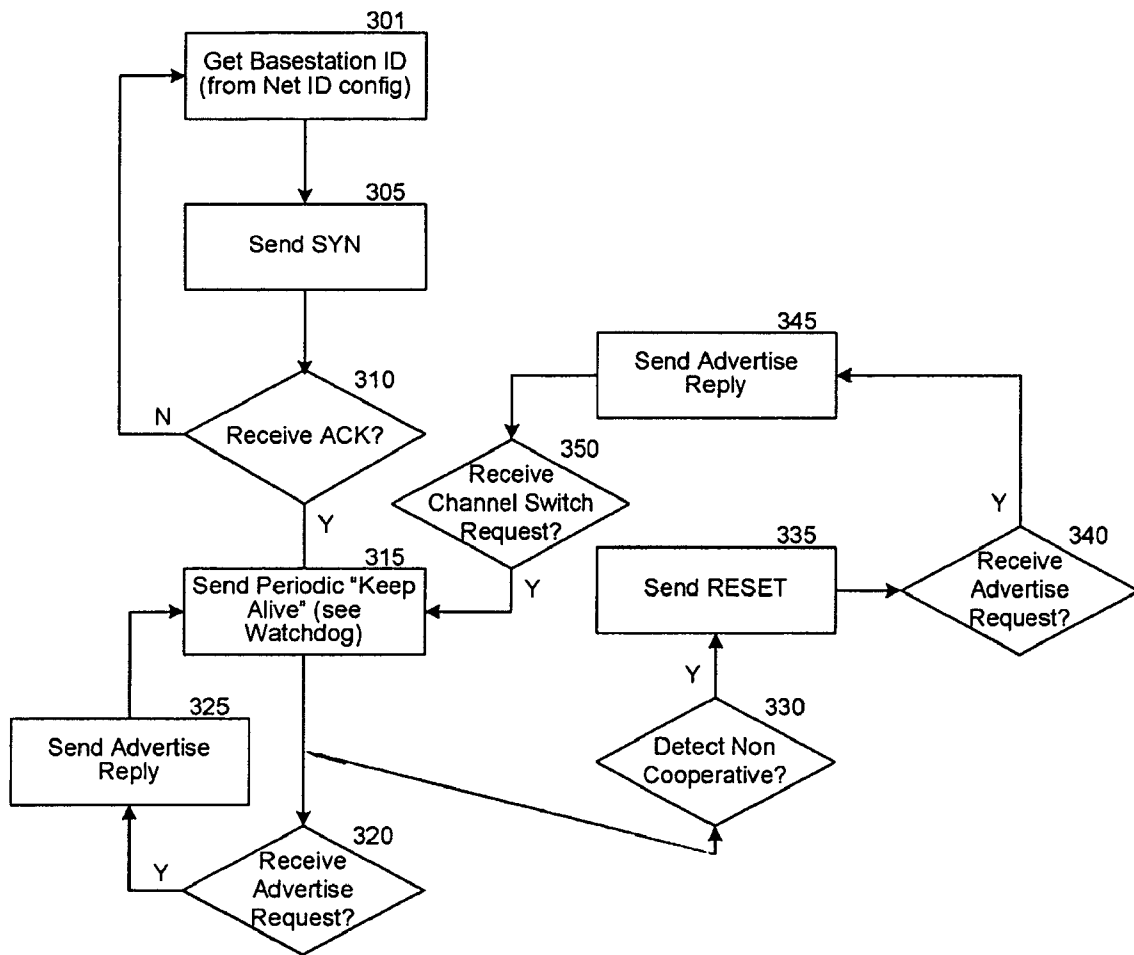 301
Get Basestation ID
(from Net ID config)
305
Send SYN
310
Receive ACK?
N
Y
345
Send Advertise
Reply
350
Receive
Channel Switch
Request?
Y
315
Send Periodic "Keep
Alive" (see
Watchdog)
335
Send RESET
Y
340
Receive
Advertise
Request?
325
Send Advertise
Reply
Y
330
Detect Non
Cooperative?
Y
320
Receive
Advertise
Request?